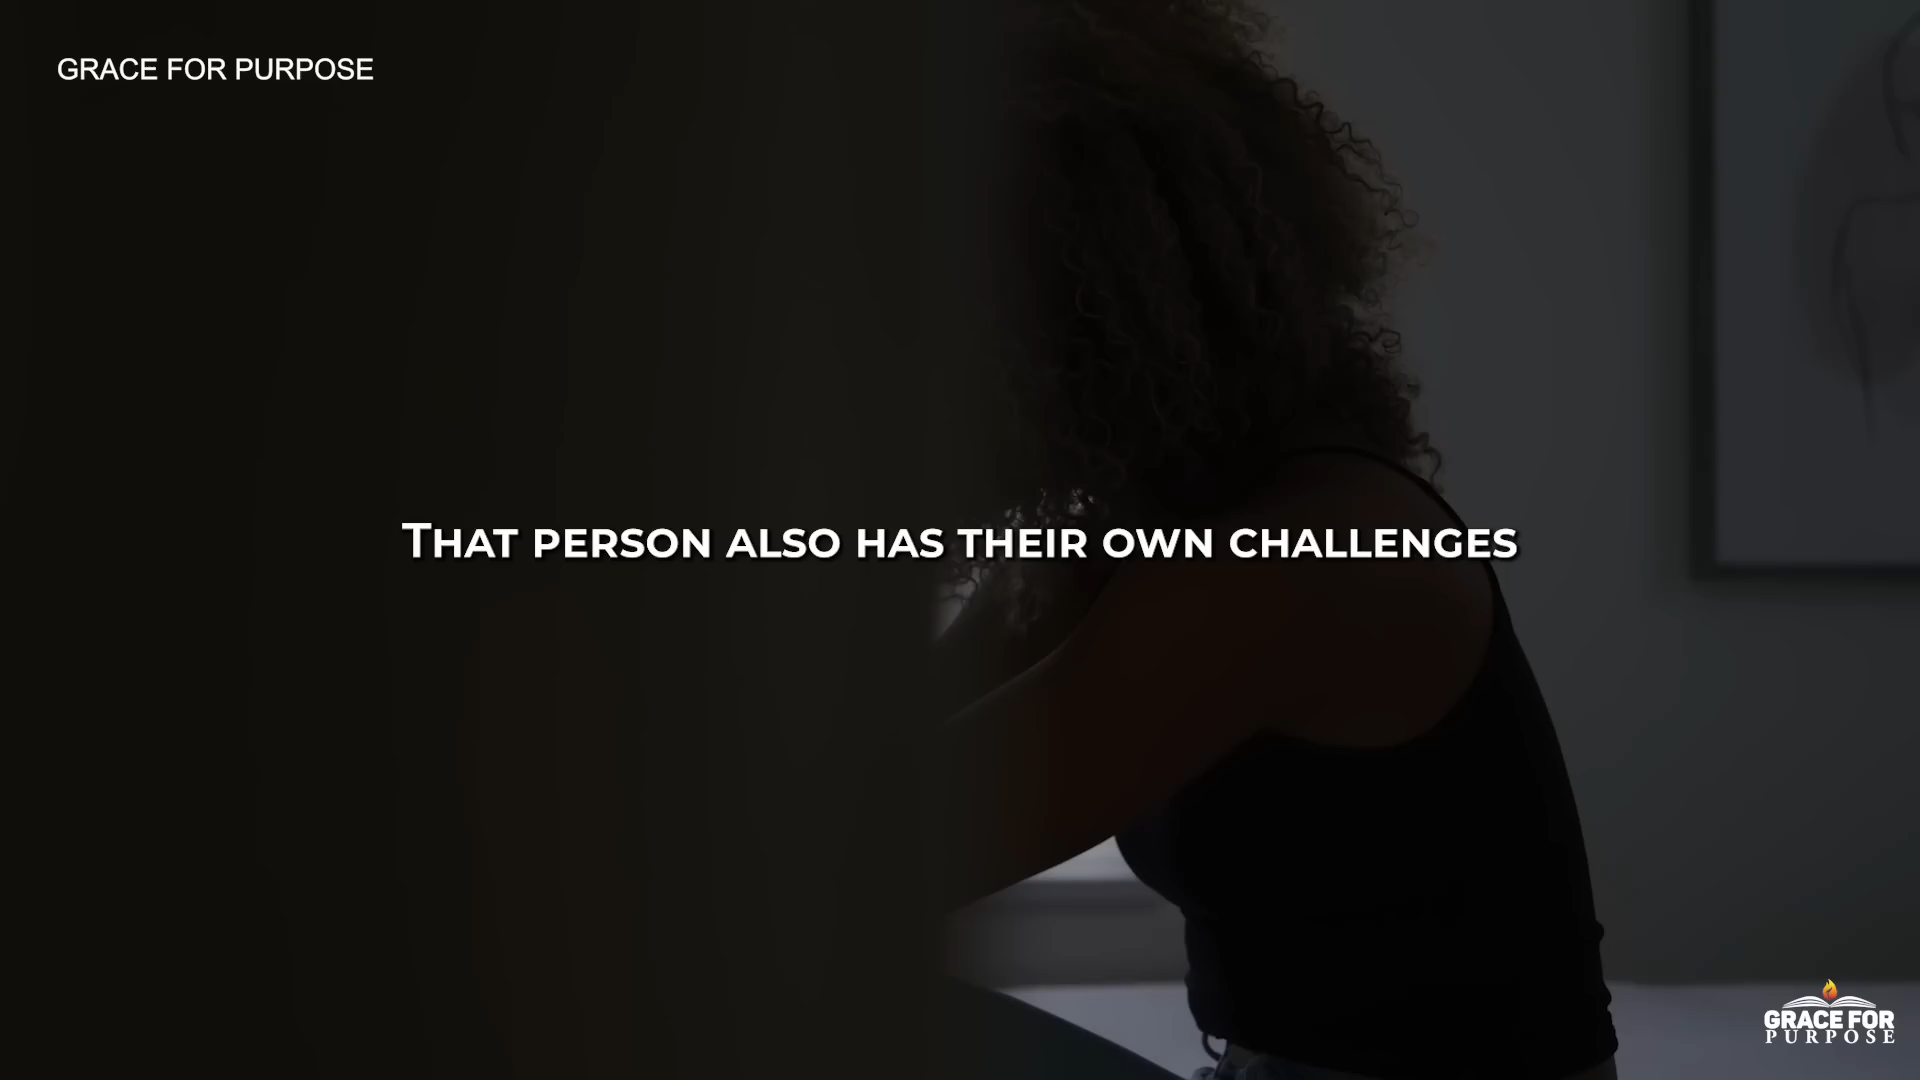 GRACE FOR PURPOSE
That person also has their own challenges
GRACE FOR
PURPOSE